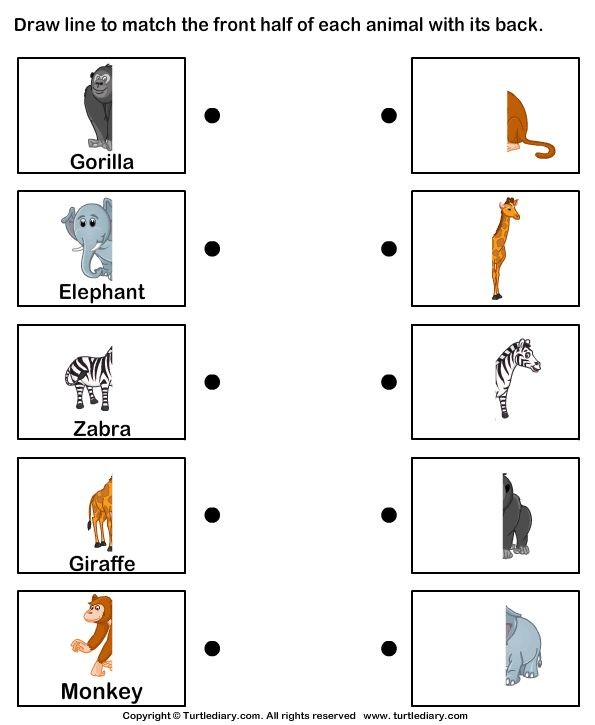 Draw line to match the front half of each animal with its back.
Gorilla
Elephant
Zabra
Giraffe
Monkey
Copyright © Turtlediary.com. All rights reserved www. turtlediary.com